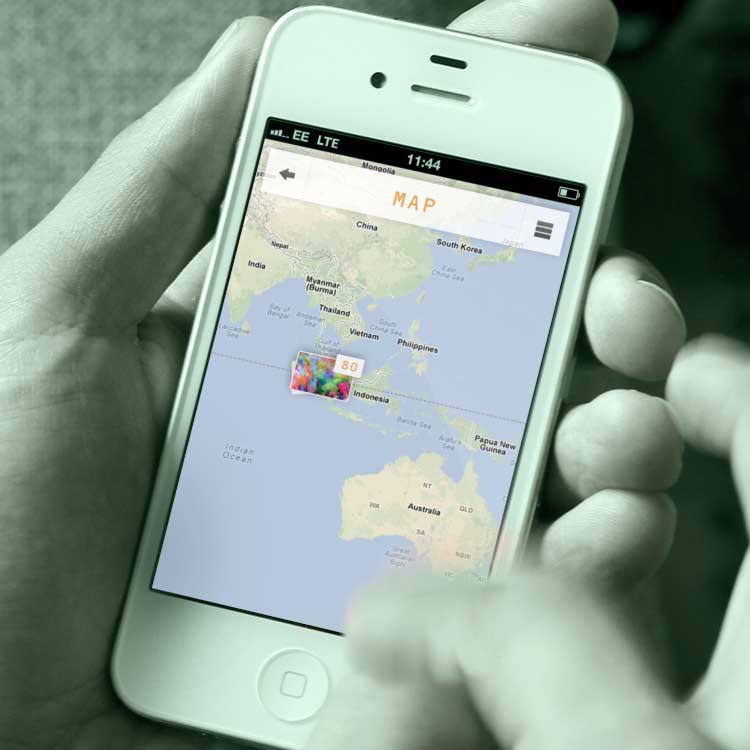 EE LTE
11:44
Mongolia
MAP
Japan
China
South Korea
East
China Sea
Nepal
India
Myanmar
(Burma)
Thailand
Bay of
Bengal
Andaman
Sea
South
China Sea
Vietnam
Philippines
Laccadive
Sea
Gulf of
Thailand
80
Indonesia
Banda Sea
Arafura
Sea
Papua New
Guinea
Indian
Ocean
NT
WA
Australia
QLD
SA
Great
Australian
Bight
NSW
VIC